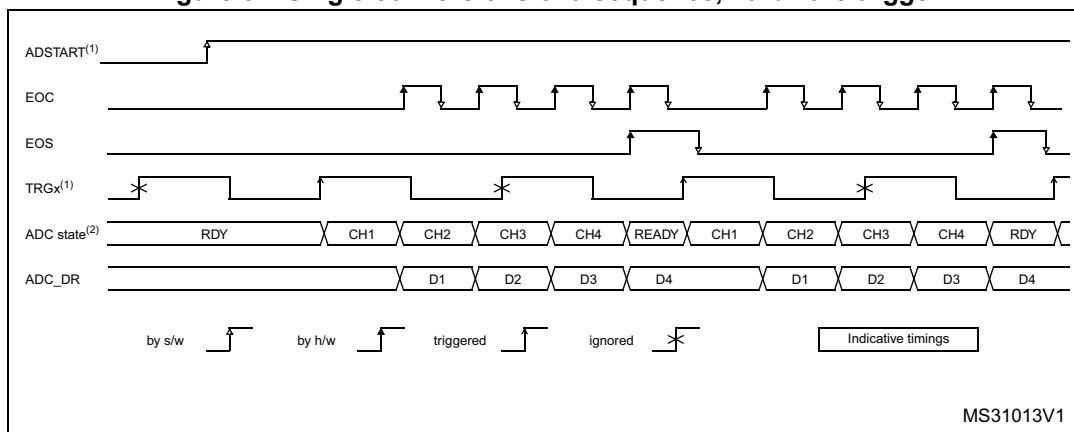 ADSTART(1)
EOC
EOS
TRGx(1)
ADC state(2) RDY CH1 CH2 CH3 CH4 READY CH1 CH2 CH3 CH4 RDY
ADC_DR D1 D2 D3 D4 D1 D2 D3 D4
by s/w by h/w triggered ignored Indicative timings
MS31013V1